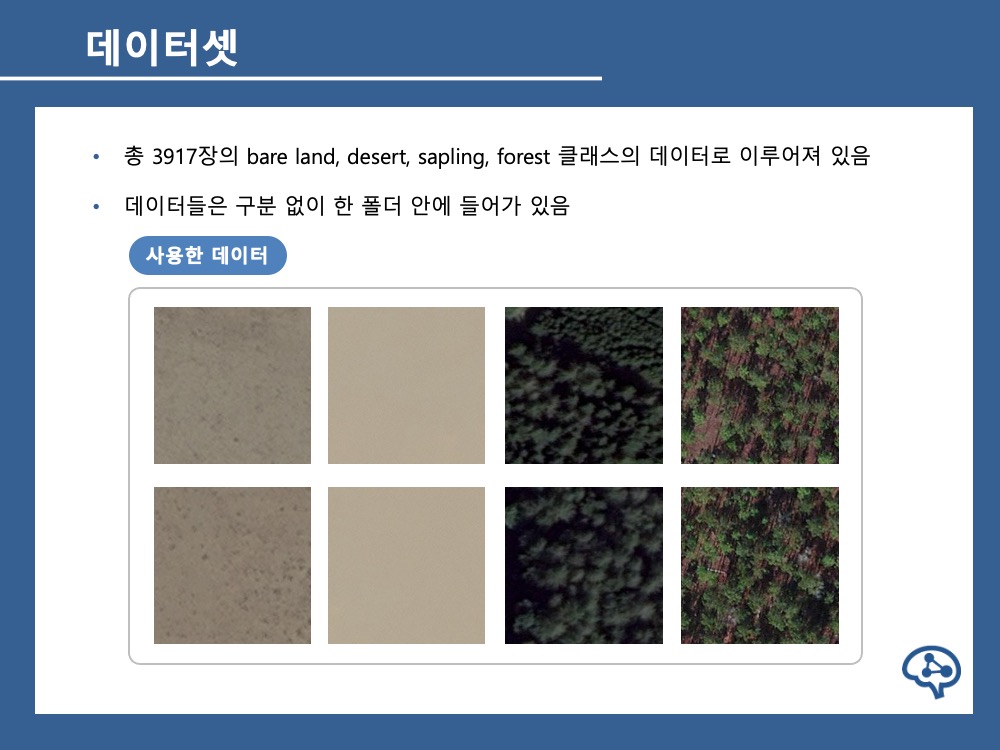 데이터셋
• 총 3917장의 bare land, desert, sapling, forest 클래스의 데이터로 이루어져 있음
• 데이터들은 구분 없이 한 폴더 안에 들어가 있음
사용한 데이터